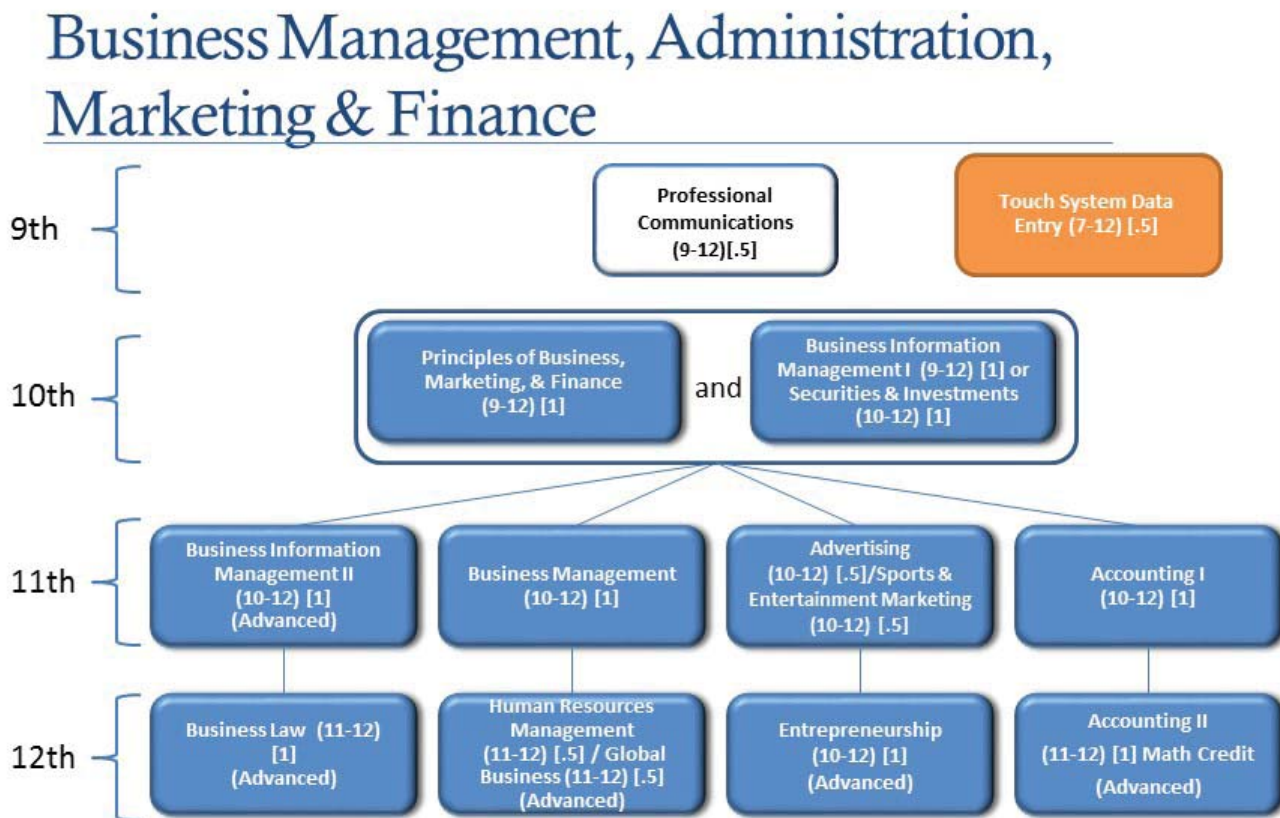 Business Management, Administration,
Marketing & Finance
9th
Professional
Communications
(9-12)[.5]
Touch System Data
Entry (7-12) [.5]
10th
Principles of Business,
Marketing, & Finance
(9-12) [1]
and
Business Information
Management I (9-12) [1] or
Securities & Investments
(10-12) [1]
11th
Business Information
Management II
(10-12) [1]
(Advanced)
Business Management
(10-12) [1]
Advertising
(10-12) [.5]/Sports &
Entertainment Marketing
(10-12) [.5]
Accounting I
(10-12) [1]
12th
Business Law (11-12)
[1]
(Advanced)
Human Resources
Management
(11-12) [.5] / Global
Business (11-12) [.5]
(Advanced)
Entrepreneurship
(10-12) [1]
(Advanced)
Accounting II
(11-12) [1] Math Credit
(Advanced)